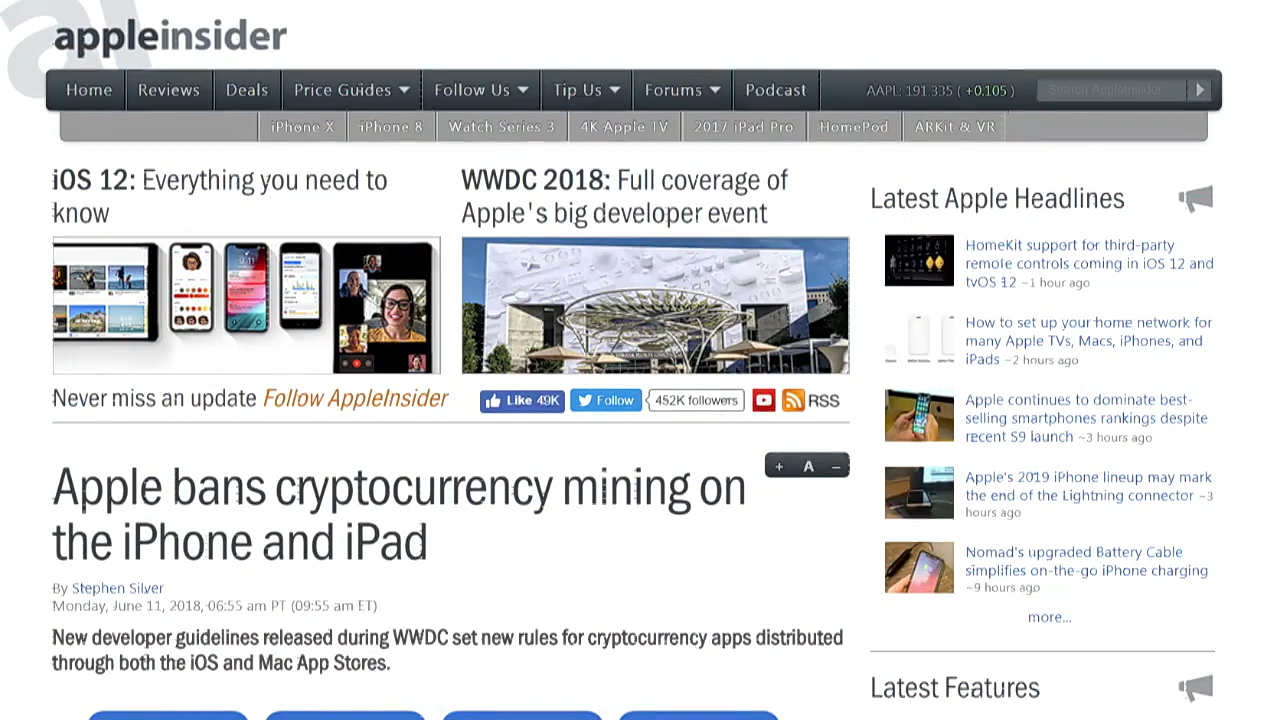 appleinsider
Home Reviews Deals Price Guides Follow Us Tip Us Forums Podcast AAPL: 191.335 ( +0.105 ) Search AppleInsider
iPhone X iPhone 8 Watch Series 3 4K Apple TV 2017 iPad Pro HomePod ARKit & VR
iOS 12: Everything you need to
know
WWDC 2018: Full coverage of
Apple's big developer event
Never miss an update Follow AppleInsider
Like 49K Follow 452K followers RSS
+ A –
Apple bans cryptocurrency mining on
the iPhone and iPad
By Stephen Silver
Monday, June 11, 2018, 06:55 am PT (09:55 am ET)
New developer guidelines released during WWDC set new rules for cryptocurrency apps distributed
through both the iOS and Mac App Stores.
Latest Apple Headlines
HomeKit support for third-party
remote controls coming in iOS 12 and
tvOS 12 ~1 hour ago
How to set up your home network for
many Apple TVs, Macs, iPhones, and
iPads ~2 hours ago
Apple continues to dominate best-
selling smartphones rankings despite
recent S9 launch ~3 hours ago
Apple's 2019 iPhone lineup may mark
the end of the Lightning connector ~3
hours ago
Nomad's upgraded Battery Cable
simplifies on-the-go iPhone charging
~9 hours ago
more...
Latest Features